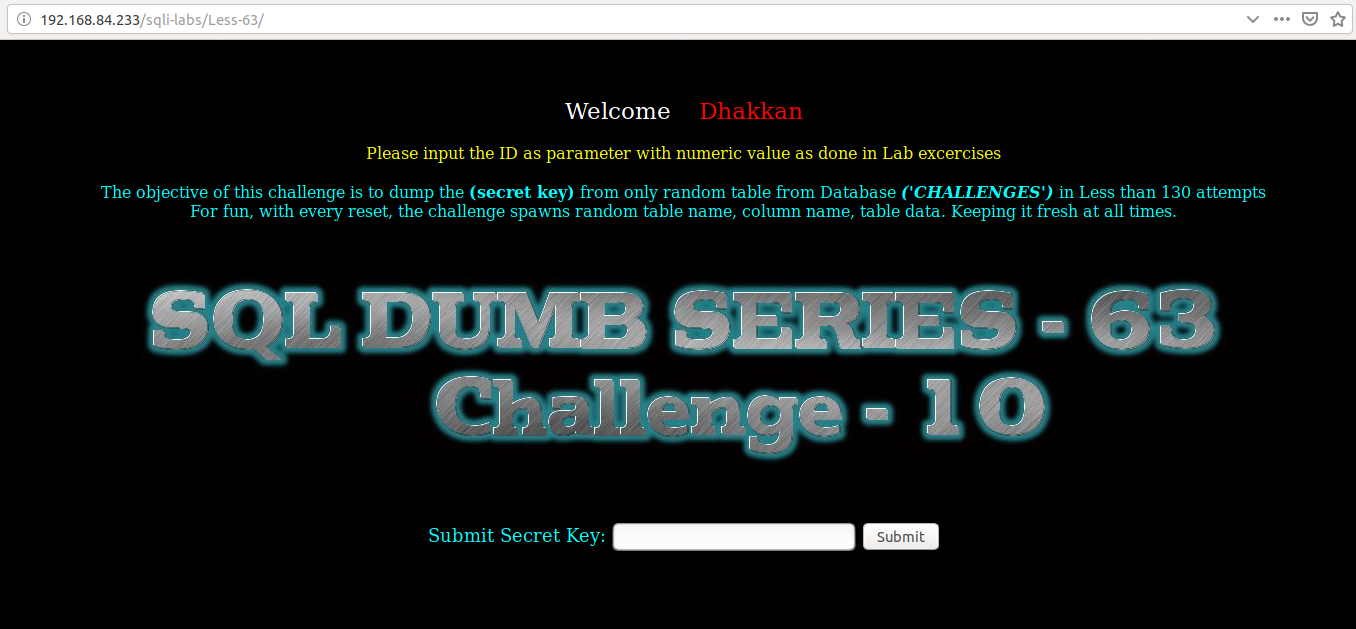 192.168.84.233/sqli-labs/Less-63/
Welcome Dhakkan
Please input the ID as parameter with numeric value as done in Lab excercises
The objective of this challenge is to dump the (secret key) from only random table from Database ('CHALLENGES') in Less than 130 attempts
For fun, with every reset, the challenge spawns random table name, column name, table data. Keeping it fresh at all times.
SQL DUMB SERIES - 63
Challenge - 10
Submit Secret Key: Submit